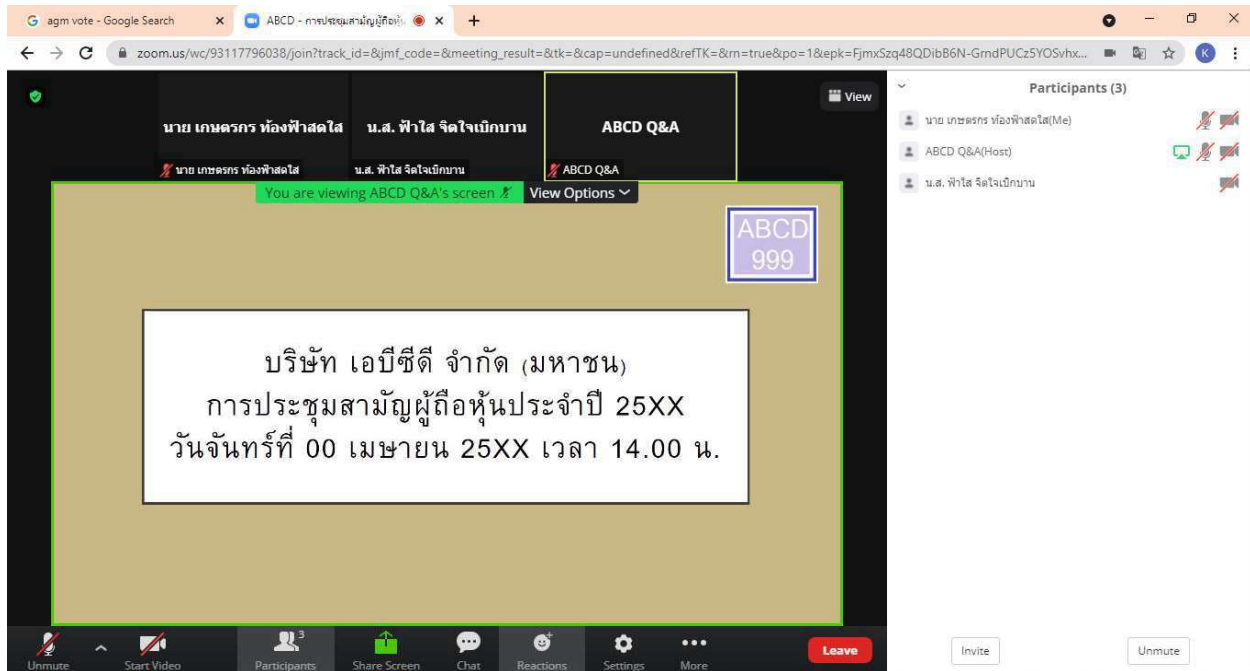 agm vote - Google Search
ABCD - การประชุมสามัญผู้ถือหุ้
zoom.us/wc/93117796038/join?track_id=&jmf_code=&meeting_result=&tk=&cap=undefined&refTK=&rn=true&po=1&epk=FjmxSzq48QDibB6N-GrndPUCz5YOSvhx...
K
View
นาย เกษตรกร ท้องฟ้าสดใส
น.ส. ฟ้าใส จิตใจเบิกบาน
ABCD Q&A
นาย เกษตรกร ท้องฟ้าสดใส
น.ส. ฟ้าใส จิตใจเบิกบาน
ABCD Q&A
You are viewing ABCD Q&A's screen
View Options
ABCD
999
บริษัท เอบีซีดี จำกัด (มหาชน)
การประชุมสามัญผู้ถือหุ้นประจำปี 25XX
วันจันทร์ที่ 00 เมษายน 25XX เวลา 14.00 น.
Participants (3)
นาย เกษตรกร ท้องฟ้าสดใส(Me)
ABCD Q&A(Host)
น.ส. ฟ้าใส จิตใจเบิกบาน
Unmute
Start Video
3
Participants
Share Screen
Chat
Reactions
Settings
More
Leave
Invite
Unmute